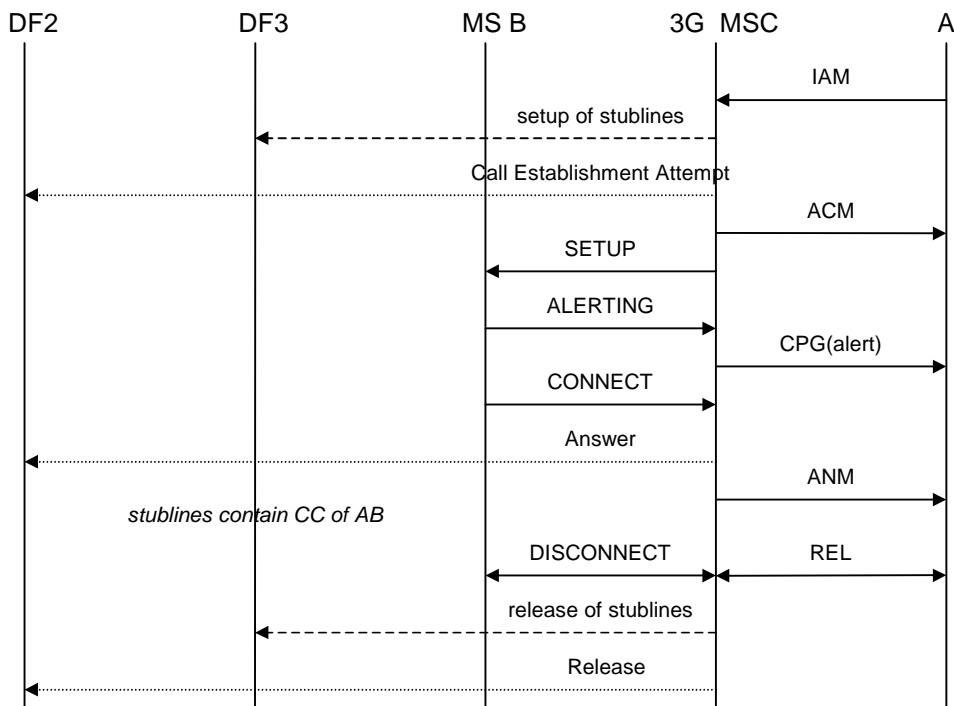 DF2 DF3 MS B 3G MSC A
IAM
setup of stublines
Call Establishment Attempt
ACM
SETUP
ALERTING
CPG(alert)
CONNECT
Answer
ANM
stublines contain CC of AB
DISCONNECT REL
release of stublines
Release